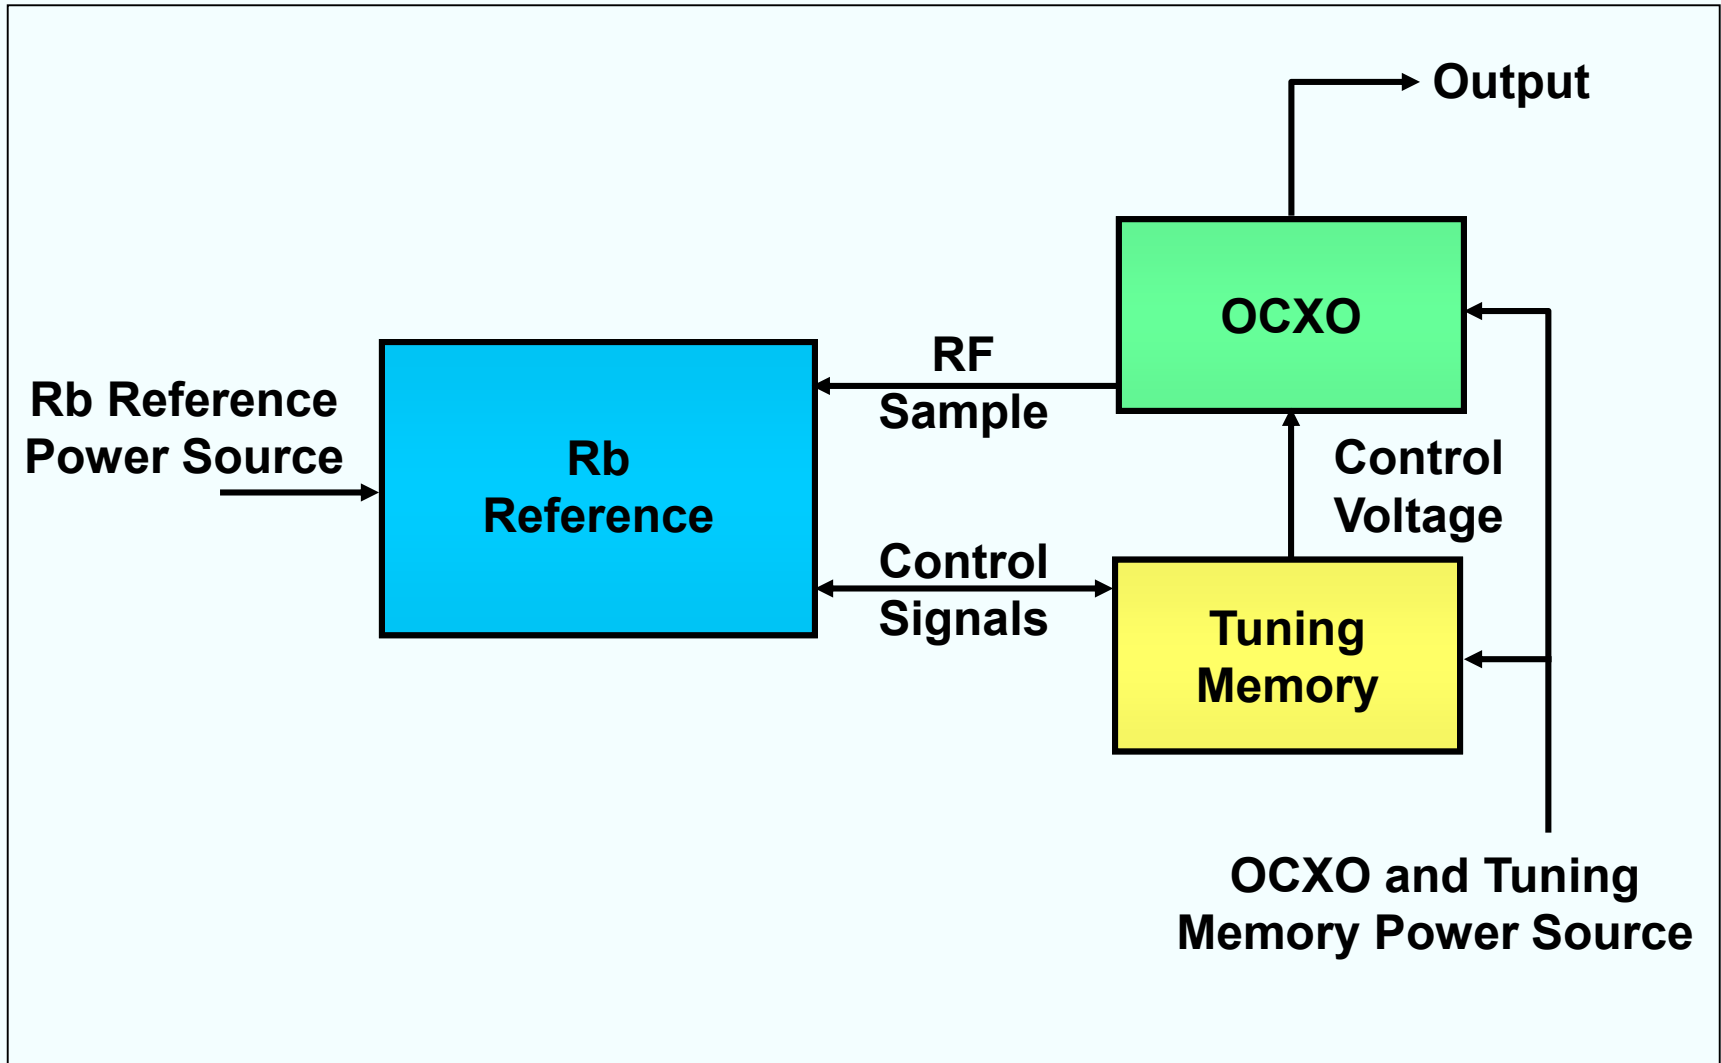 Output
OCXO
RF
Sample
Rb Reference
Power Source
Rb
Reference
Control
Voltage
Control
Signals
Tuning
Memory
OCXO and Tuning
Memory Power Source